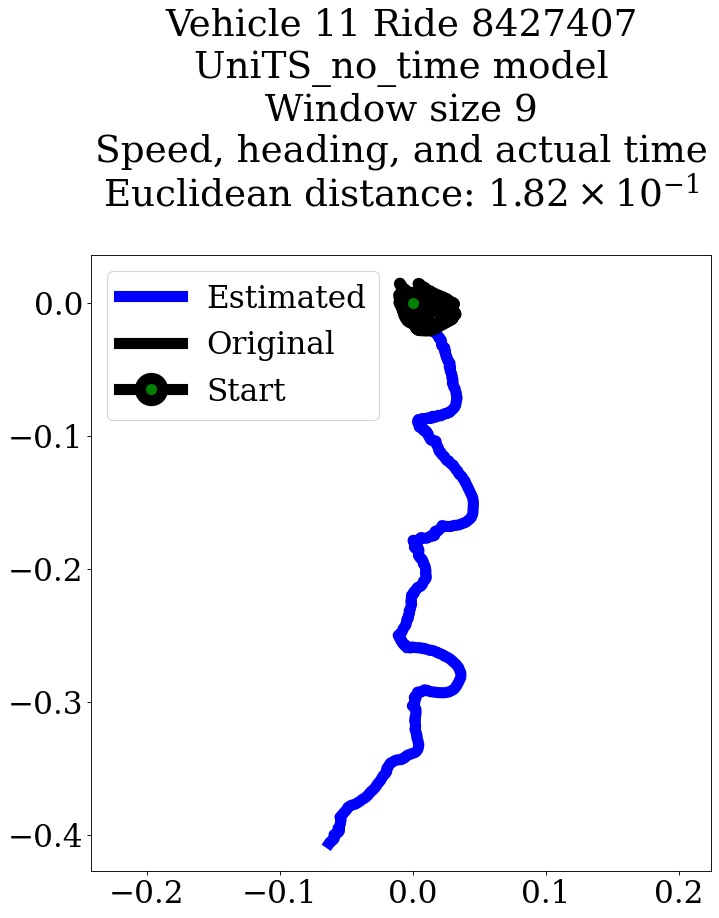 Vehicle 11 Ride 8427407
UniTS_no_time model
Window size 9
Speed, heading, and actual time
Euclidean distance: 1.82 × 10⁻¹
Estimated
Original
Start
0.0
−0.1
−0.2
−0.3
−0.4
−0.2 −0.1 0.0 0.1 0.2